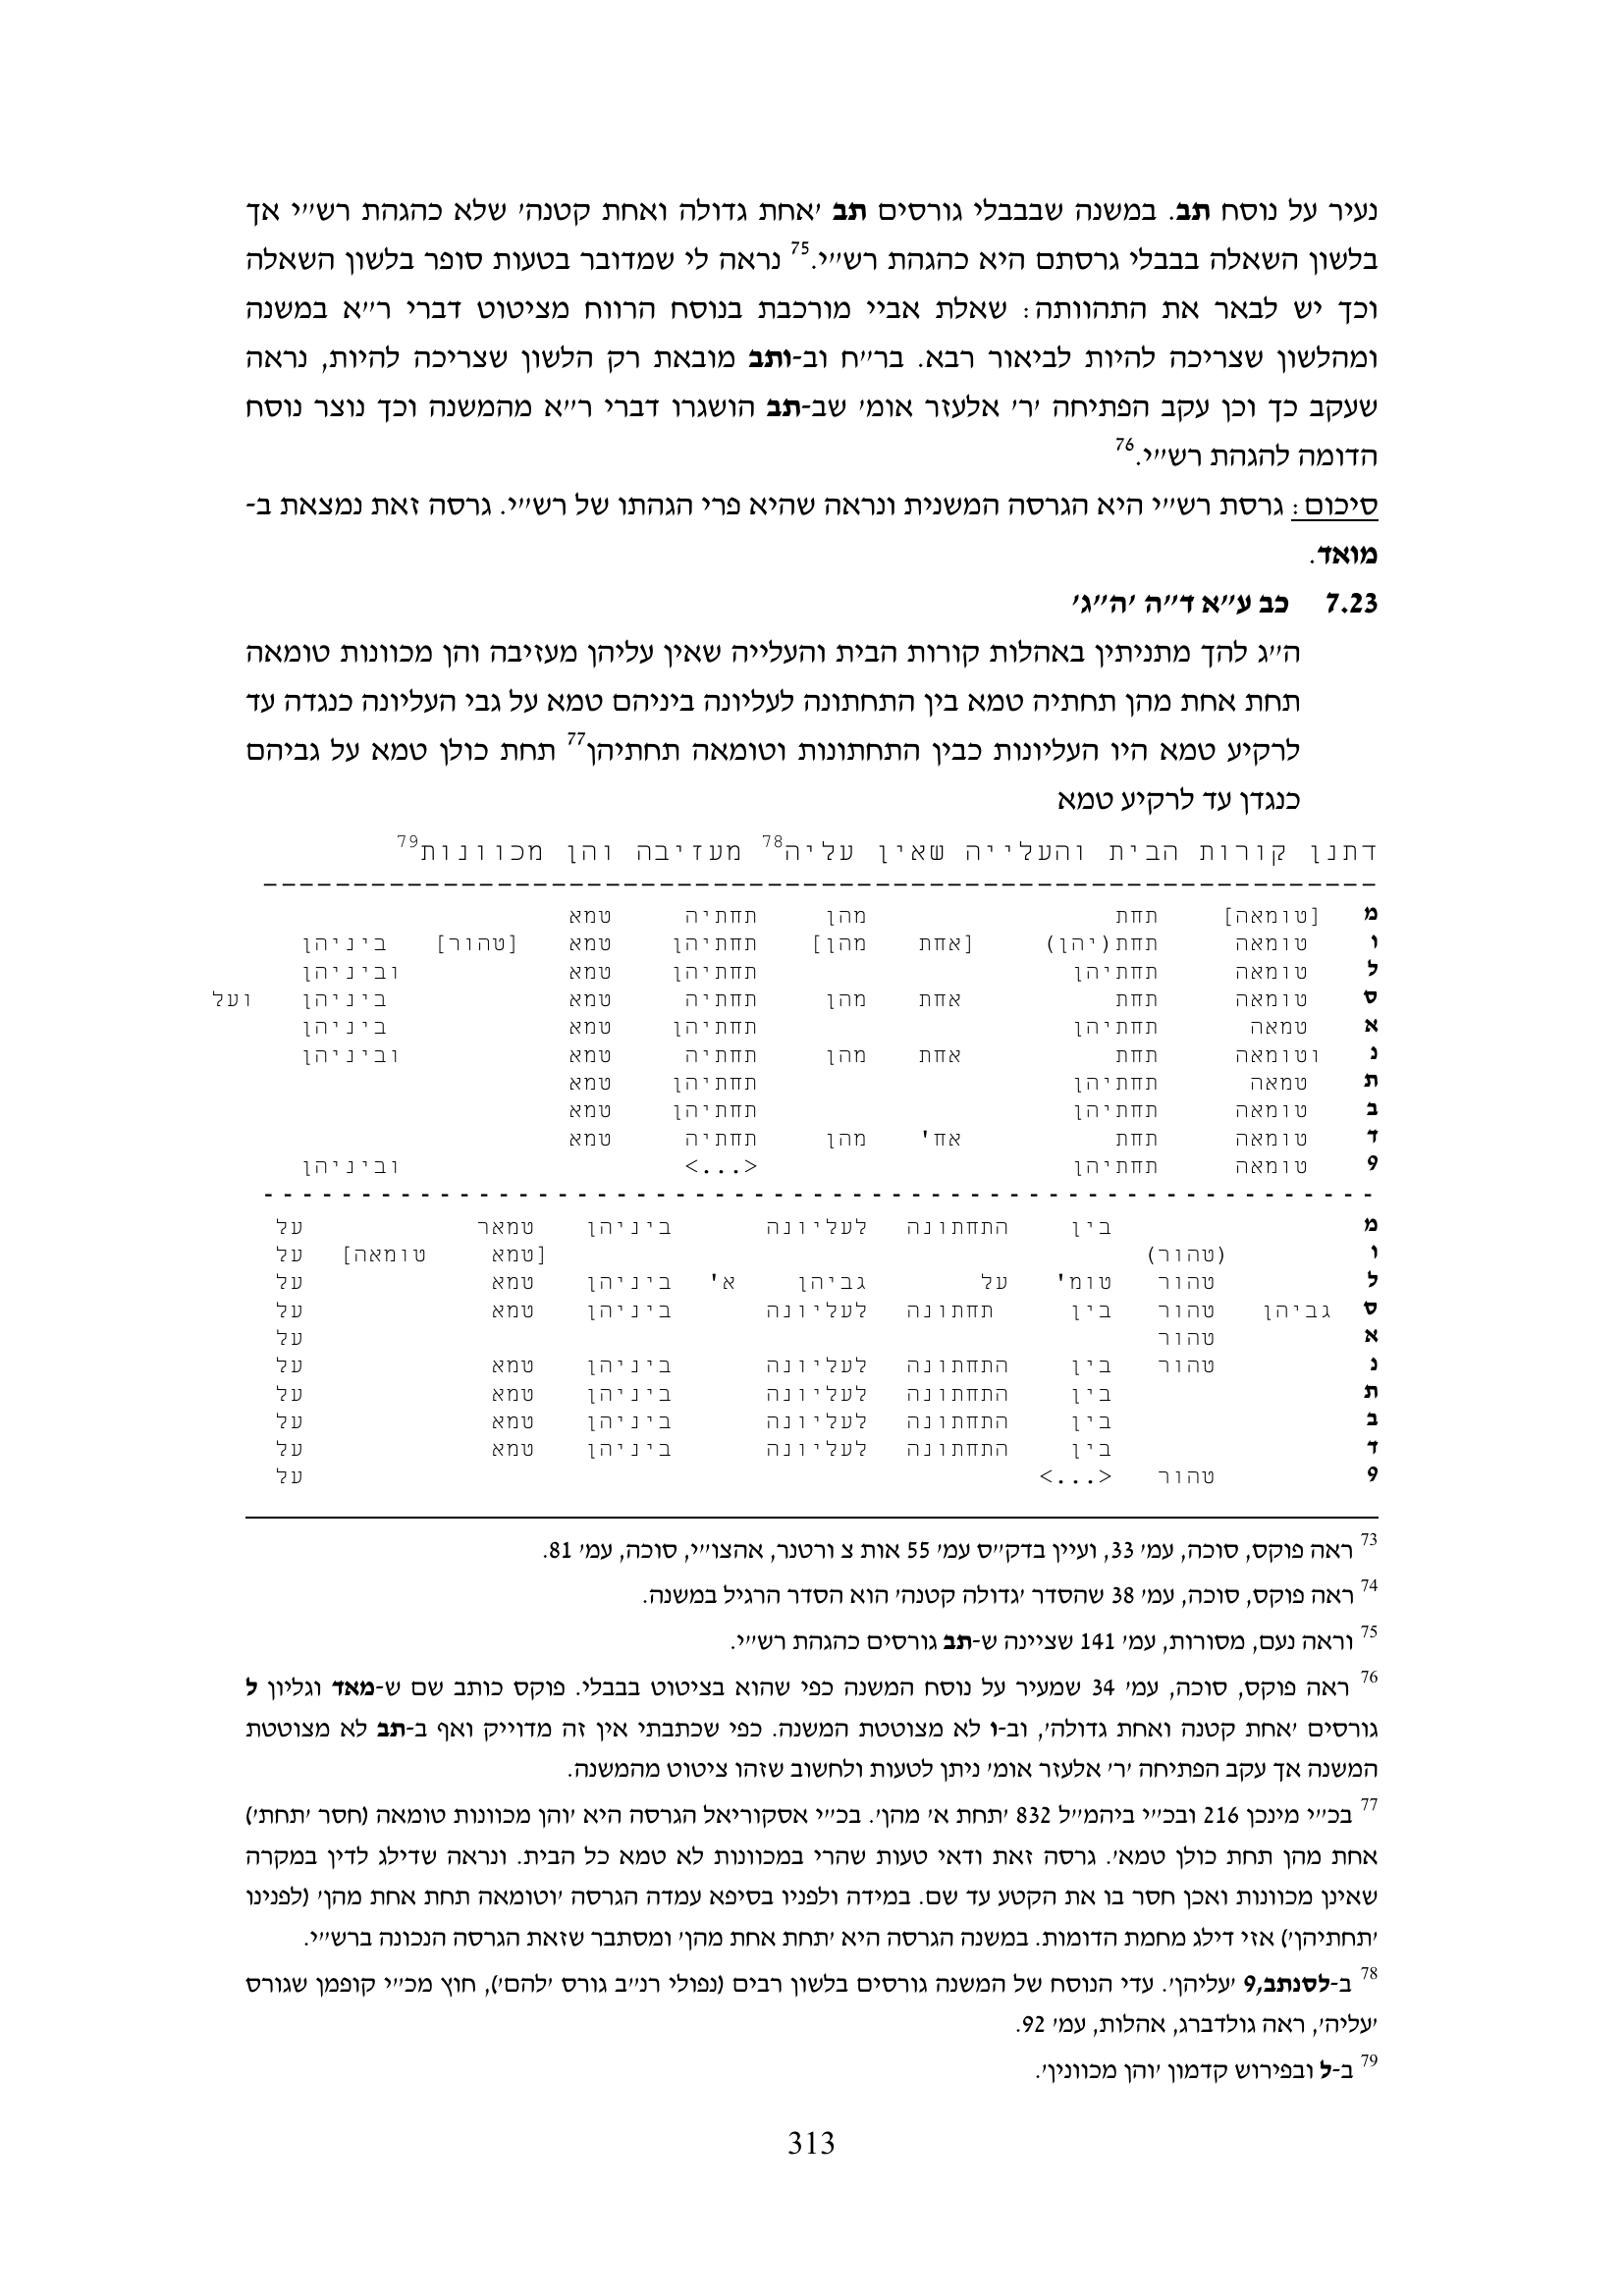 נעיר על נוסח תב. במשנה שבבבלי גורסים תב 'אחת גדולה ואחת קטנה' שלא כהגהת רש"י אך
בלשון השאלה בבבלי גרסתם היא כהגהת רש"י.75 נראה לי שמדובר בטעות סופר בלשון השאלה
וכך יש לבאר את התהוותה: שאלת אביי מורכבת בנוסח הרווח מציטוט דברי ר"א במשנה
ומהלשון שצריכה להיות לביאור רבא. בר"ח וב-ותב מובאת רק הלשון שצריכה להיות, נראה
שעקב כך וכן עקב הפתיחה 'ר' אלעזר אומ' שב-תב הושגרו דברי ר"א מהמשנה וכך נוצר נוסח
הדומה להגהת רש"י.76
סיכום: גרסת רש"י היא הגרסה המשנית ונראה שהיא פרי הגהתו של רש"י. גרסה זאת נמצאת ב-
מואד.
7.23 כב ע"א ד"ה 'ה"ג'
ה"ג להך מתניתין באהלות קורות הבית והעלייה שאין עליהן מעזיבה והן מכוונות טומאה
תחת אחת מהן תחתיה טמא בין התחתונה לעליונה ביניהם טמא על גבי העליונה כנגדה עד
לרקיע טמא היו העליונות כבין התחתונות וטומאה תחתיהן77 תחת כולן טמא על גביהם
כנגדן עד לרקיע טמא
דתנן קורות הבית והעלייה שאין עליה78 מעזיבה והן מכוונות79
מ [טומאה] תחת מהן תחתיה טמא
ו טומאה תחת(יהן) [אחת מהן] תחתיהן טמא [טהור] ביניהן
ל טומאה תחתיהן תחתיהן טמא וביניהן
ס טומאה תחת אחת מהן תחתיה טמא ביניהן ועל
א טמאה תחתיהן תחתיהן טמא ביניהן
נ וטומאה תחת אחת מהן תחתיה טמא וביניהן
ת טמאה תחתיהן תחתיהן טמא
ב טומאה תחתיהן תחתיהן טמא
ד טומאה תחת אח' מהן תחתיה טמא
9 טומאה תחתיהן <...> וביניהן
מ בין התחתונה לעליונה ביניהן טמאר על
ו (טהור) [טמא טומאה] על
ל טהור טומ' על גביהן א' ביניהן טמא על
ס גביהן טהור בין תחתונה לעליונה ביניהן טמא על
א טהור על
נ טהור בין התחתונה לעליונה ביניהן טמא על
ת בין התחתונה לעליונה ביניהן טמא על
ב בין התחתונה לעליונה ביניהן טמא על
ד בין התחתונה לעליונה ביניהן טמא על
9 טהור <...> על
73 ראה פוקס, סוכה, עמ' 33, ועיין בדק"ס עמ' 55 אות צ ורטנר, אהצו"י, סוכה, עמ' 81.
74 ראה פוקס, סוכה, עמ' 38 שהסדר 'גדולה קטנה' הוא הסדר הרגיל במשנה.
75 וראה נעם, מסורות, עמ' 141 שציינה ש-תב גורסים כהגהת רש"י.
76 ראה פוקס, סוכה, עמ' 34 שמעיר על נוסח המשנה כפי שהוא בציטוט בבבלי. פוקס כותב שם ש-מאד וגליון ל
גורסים 'אחת קטנה ואחת גדולה', וב-ו לא מצוטטת המשנה. כפי שכתבתי אין זה מדוייק ואף ב-תב לא מצוטטת
המשנה אך עקב הפתיחה 'ר' אלעזר אומ' ניתן לטעות ולחשוב שזהו ציטוט מהמשנה.
77 בכ"י מינכן 216 ובכ"י ביהמ"ל 832 'תחת א' מהן'. בכ"י אסקוריאל הגרסה היא 'והן מכוונות טומאה (חסר 'תחת')
אחת מהן תחת כולן טמא'. גרסה זאת ודאי טעות שהרי במכוונות לא טמא כל הבית. ונראה שדילג לדין במקרה
שאינן מכוונות ואכן חסר בו את הקטע עד שם. במידה ולפניו בסיפא עמדה הגרסה 'וטומאה תחת אחת מהן' (לפנינו
'תחתיהן') אזי דילג מחמת הדומות. במשנה הגרסה היא 'תחת אחת מהן' ומסתבר שזאת הגרסה הנכונה ברש"י.
78 ב-לסנתב,9 'עליהן'. עדי הנוסח של המשנה גורסים בלשון רבים (נפולי רנ"ב גורס 'להם'), חוץ מכ"י קופמן שגורס
'עליה', ראה גולדברג, אהלות, עמ' 92.
79 ב-ל ובפירוש קדמון 'והן מכוונין'.
313